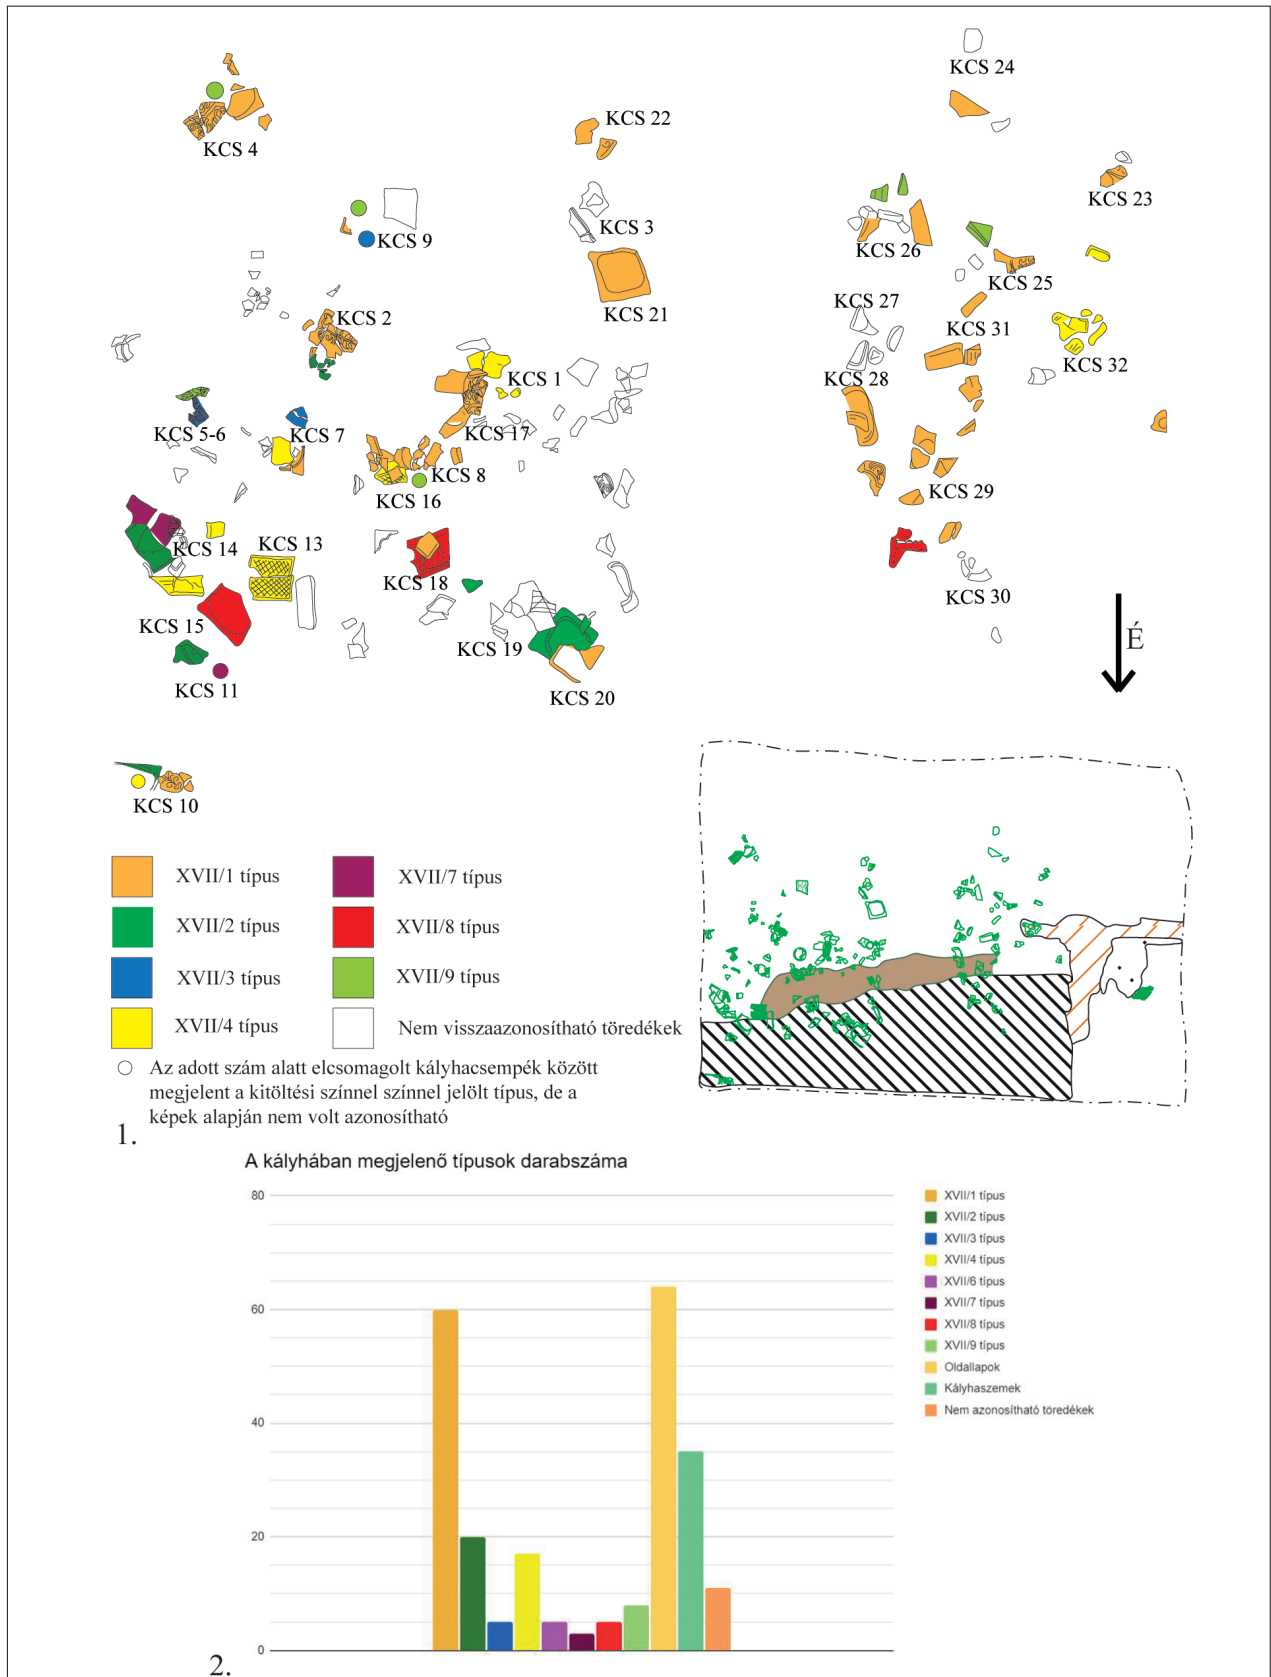 KCS 24
KCS 22
KCS 4
KCS 23
KCS 3
KCS 9
KCS 26
KCS 25
KCS 21
KCS 27
KCS 2
KCS 31
KCS 32
KCS 1
KCS 28
KCS 5-6
KCS 7
KCS 17
KCS 8
KCS 16
KCS 29
KCS 14
KCS 13
KCS 18
KCS 30
KCS 15
KCS 19
É
KCS 11
KCS 20
KCS 10
XVII/1 típus
XVII/2 típus
XVII/3 típus
XVII/4 típus
XVII/7 típus
XVII/8 típus
XVII/9 típus
Nem visszaazonosítható töredékek
Az adott szám alatt elcsomagolt kályhacsempék között
megjelent a kitöltési színnel színnel jelölt típus, de a
képek alapján nem volt azonosítható
1.
A kályhában megjelenő típusok darabszáma
80
60
40
20
0
XVII/1 típus
XVII/2 típus
XVII/3 típus
XVII/4 típus
XVII/6 típus
XVII/7 típus
XVII/8 típus
XVII/9 típus
Oldallapok
Kályhaszemek
Nem azonosítható töredékek
2.